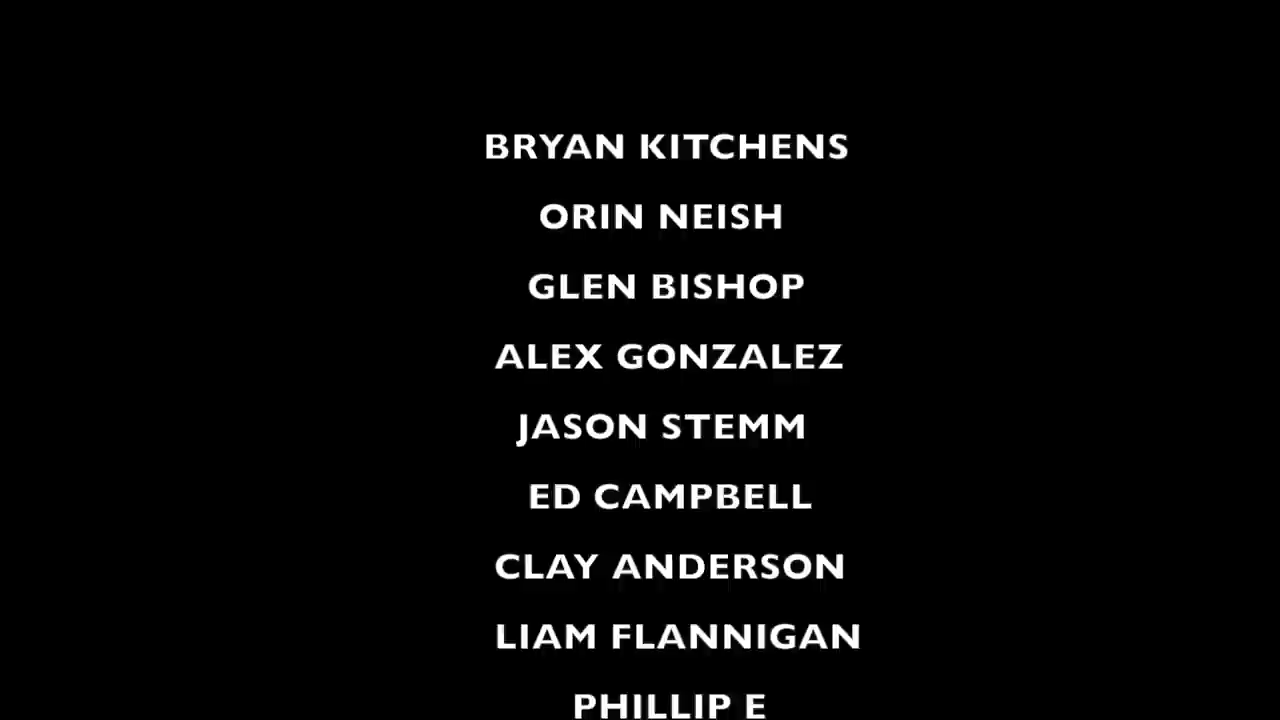 BRYAN KITCHENS
ORIN NEISH
GLEN BISHOP
ALEX GONZALEZ
JASON STEMM
ED CAMPBELL
CLAY ANDERSON
LIAM FLANNIGAN
PHILLIP E